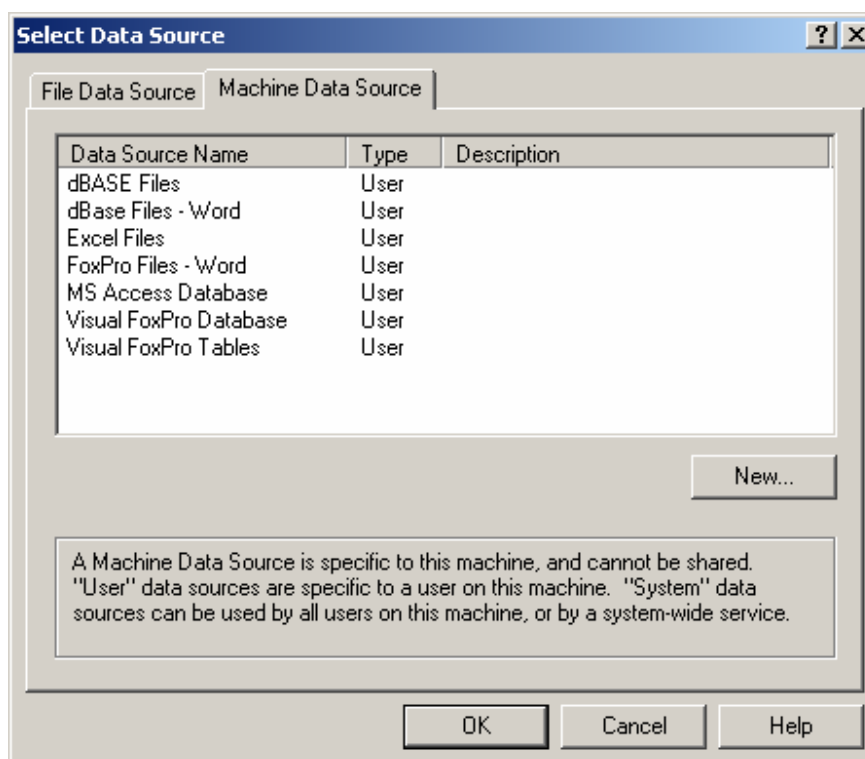 Select Data Source
? X
File Data Source Machine Data Source
Data Source Name Type Description
dBASE Files User
dBase Files - Word User
Excel Files User
FoxPro Files - Word User
MS Access Database User
Visual FoxPro Database User
Visual FoxPro Tables User
New...
A Machine Data Source is specific to this machine, and cannot be shared.
"User" data sources are specific to a user on this machine. "System" data
sources can be used by all users on this machine, or by a system-wide service.
OK Cancel Help